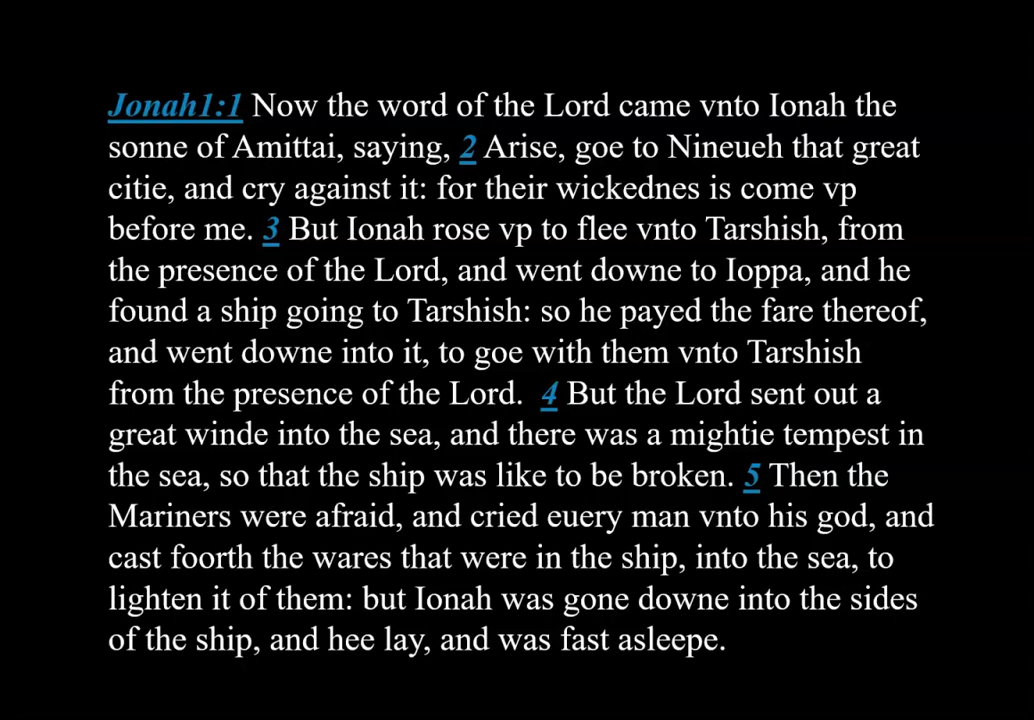 Jonah1:1 Now the word of the Lord came vnto Ionah the
sonne of Amittai, saying, 2 Arise, goe to Nineueh that great
citie, and cry against it: for their wickednes is come vp
before me. 3 But Ionah rose vp to flee vnto Tarshish, from
the presence of the Lord, and went downe to Ioppa, and he
found a ship going to Tarshish: so he payed the fare thereof,
and went downe into it, to goe with them vnto Tarshish
from the presence of the Lord. 4 But the Lord sent out a
great winde into the sea, and there was a mightie tempest in
the sea, so that the ship was like to be broken. 5 Then the
Mariners were afraid, and cried euery man vnto his god, and
cast foorth the wares that were in the ship, into the sea, to
lighten it of them: but Ionah was gone downe into the sides
of the ship, and hee lay, and was fast asleepe.